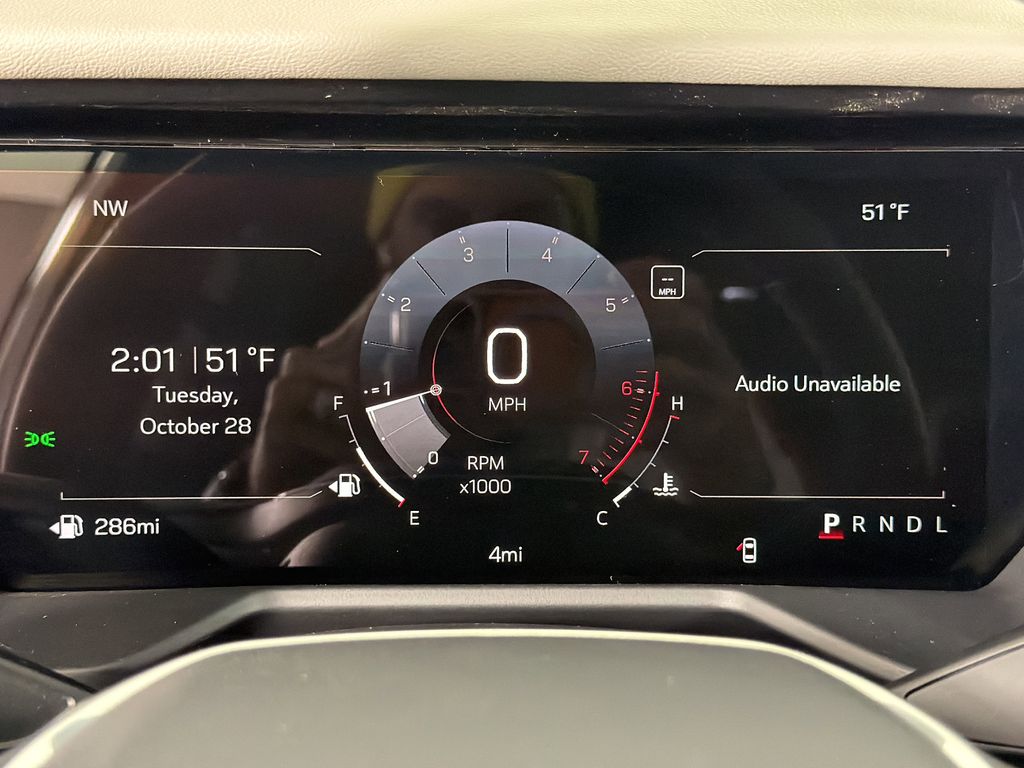 NW
51 °F
3
4
2
5
-- MPH
2:01 | 51 °F
0
Tuesday,
October 28
MPH
Audio Unavailable
1
6
F
H
0
7
RPM
x1000
E
C
286mi
4mi
P R N D L